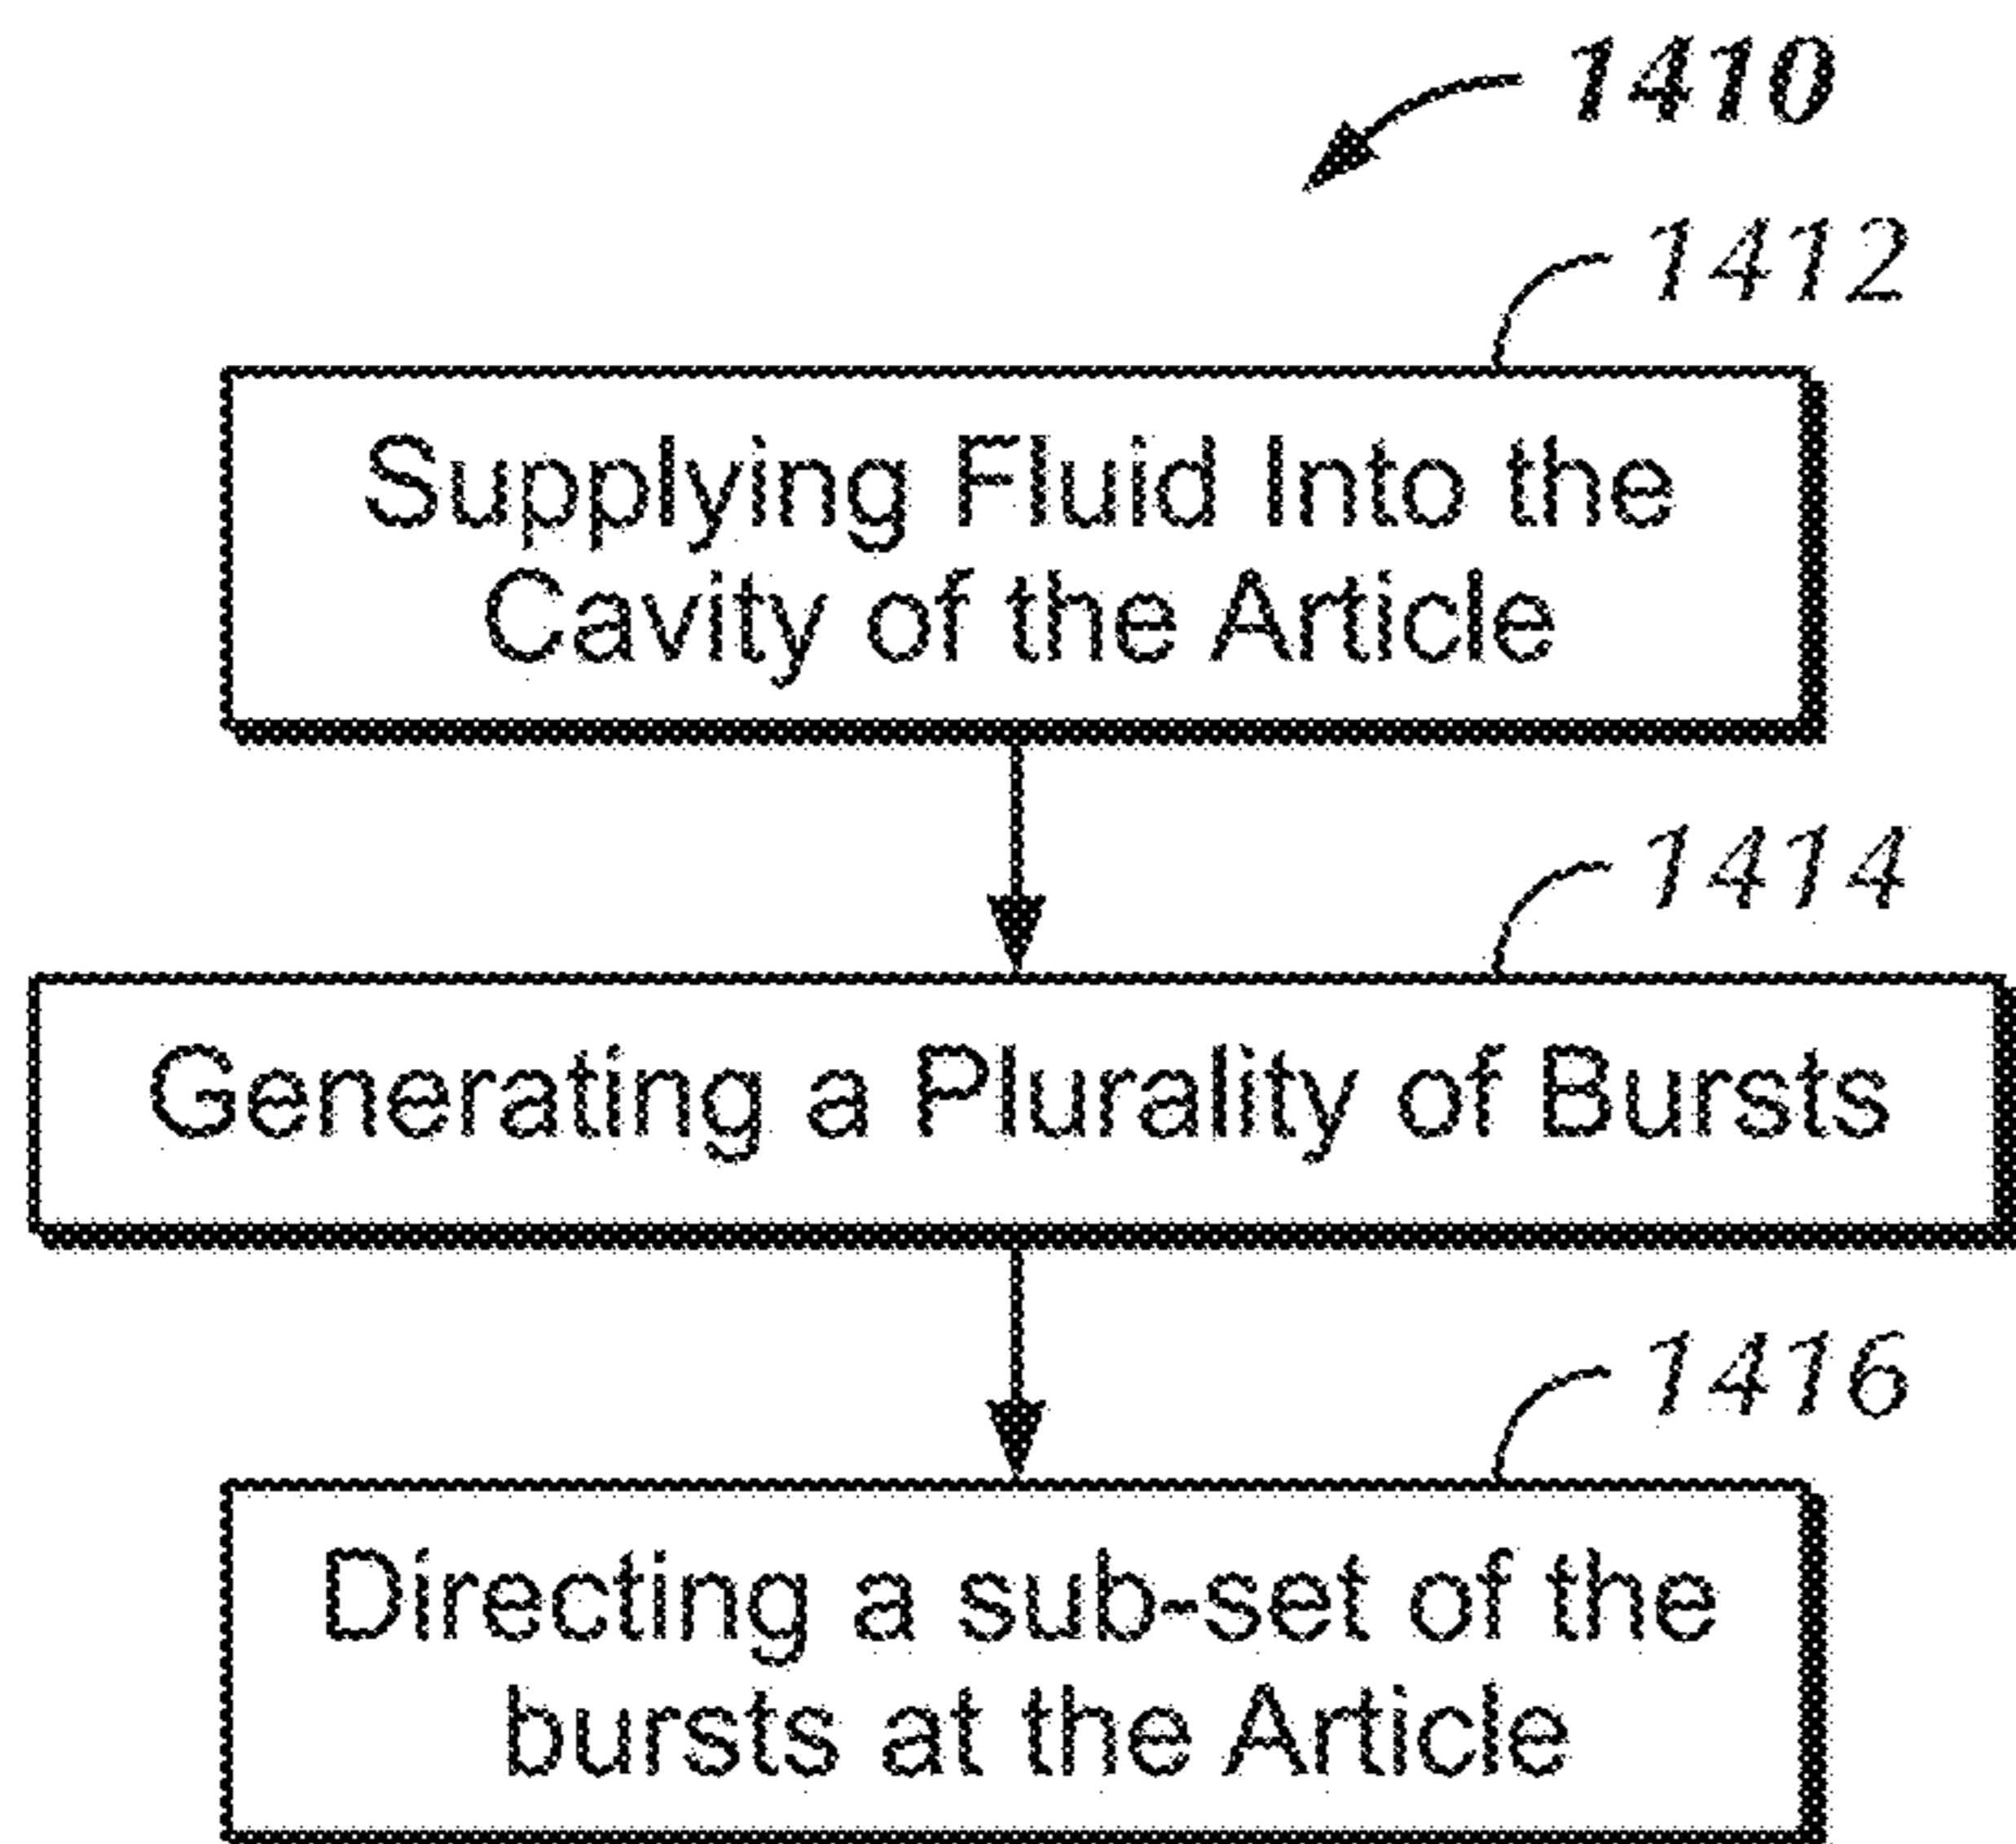 1410
1412
Supplying Fluid Into the
Cavity of the Article
1414
Generating a Plurality of Bursts
1416
Directing a sub-set of the
bursts at the Article